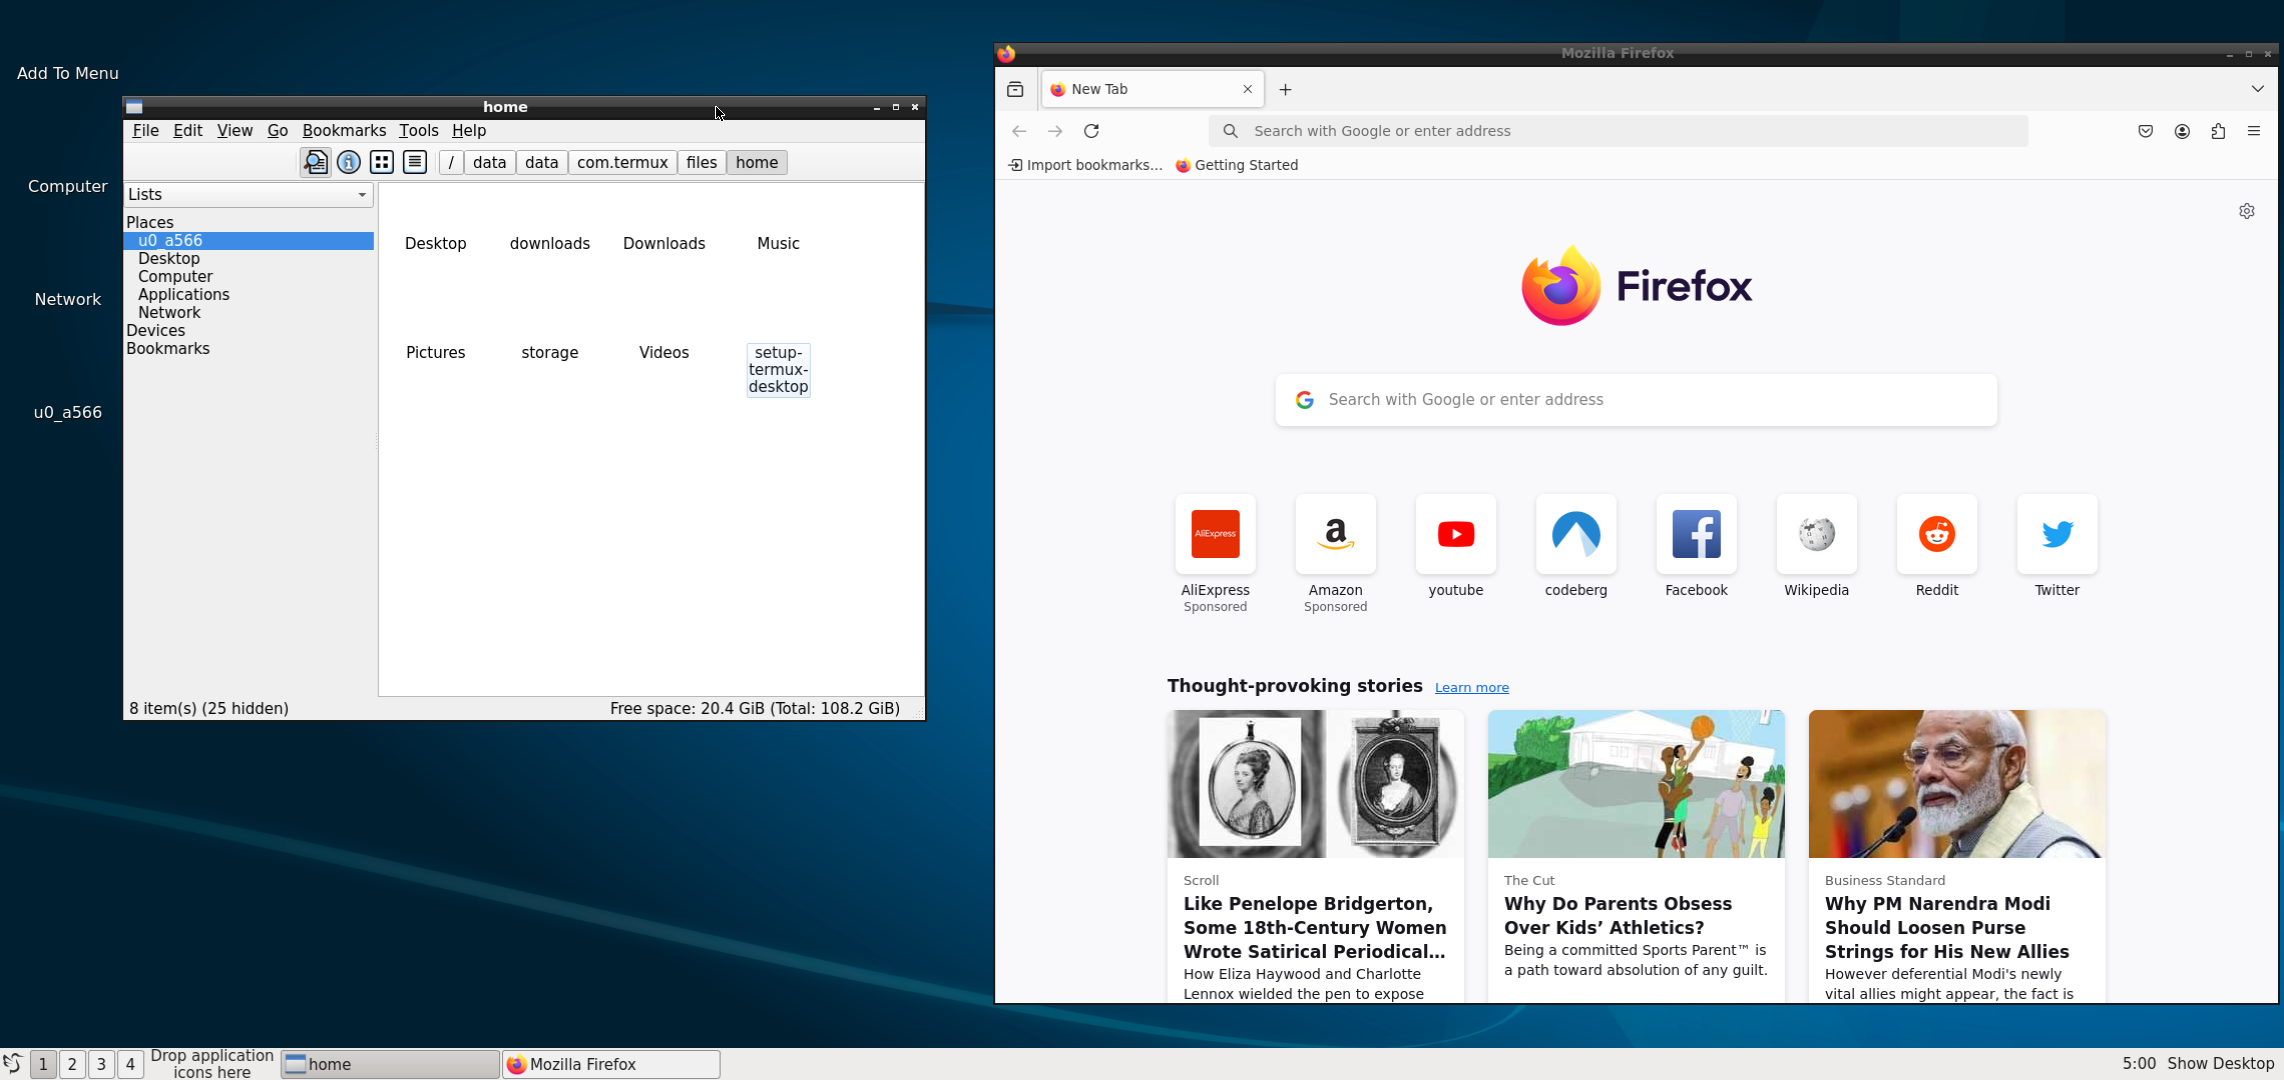 Add To Menu
Computer
Network
u0_a566
home
File Edit View Go Bookmarks Tools Help
/ data data com.termux files home
Lists
Places
u0_a566
Desktop
Computer
Applications
Network
Devices
Bookmarks
Desktop downloads Downloads Music
Pictures storage Videos setup-
termux-
desktop
8 item(s) (25 hidden) Free space: 20.4 GiB (Total: 108.2 GiB)
Mozilla Firefox
New Tab
Search with Google or enter address
Import bookmarks... Getting Started
Firefox
Search with Google or enter address
AliExpress
AliExpress Amazon youtube codeberg Facebook Wikipedia Reddit Twitter
Sponsored Sponsored
Thought-provoking stories Learn more
Scroll
Like Penelope Bridgerton,
Some 18th-Century Women
Wrote Satirical Periodical...
How Eliza Haywood and Charlotte
Lennox wielded the pen to expose
The Cut
Why Do Parents Obsess
Over Kids’ Athletics?
Being a committed Sports Parent™ is
a path toward absolution of any guilt.
Business Standard
Why PM Narendra Modi
Should Loosen Purse
Strings for His New Allies
However deferential Modi's newly
vital allies might appear, the fact is
1 2 3 4 Drop application
icons here
home
Mozilla Firefox
5:00 Show Desktop